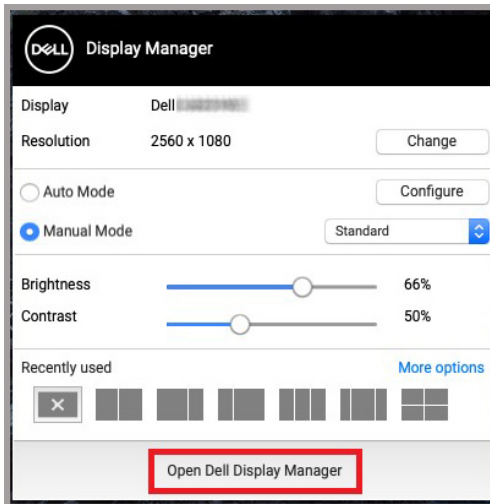 DELL Display Manager
Display Dell
Resolution 2560 x 1080 Change
Auto Mode Configure
Manual Mode Standard
Brightness 66%
Contrast 50%
Recently used More options
Open Dell Display Manager